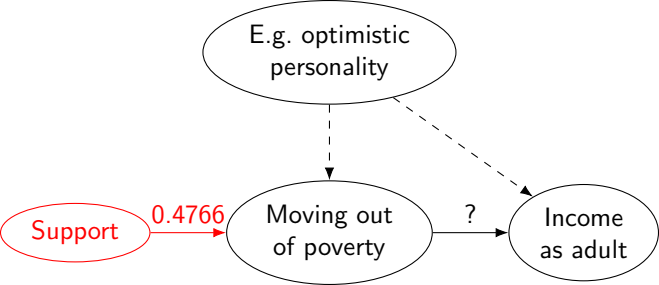 E.g. optimistic
personality
Support
0.4766
Moving out
of poverty
?
Income
as adult